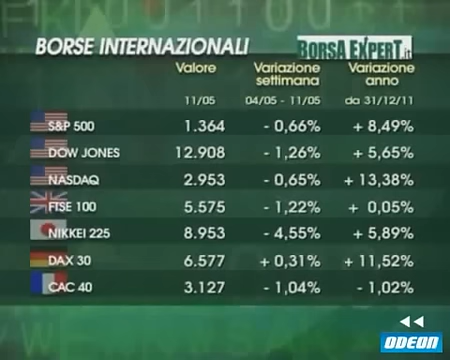 BORSE INTERNAZIONALI BORSA EXPERT.it
Valore Variazione settimana Variazione anno
11/05 04/05 - 11/05 da 31/12/11
S&P 500 1.364 - 0,66% + 8,49%
DOW JONES 12.908 - 1,26% + 5,65%
NASDAQ 2.953 - 0,65% + 13,38%
FTSE 100 5.575 - 1,22% + 0,05%
NIKKEI 225 8.953 - 4,55% + 5,89%
DAX 30 6.577 + 0,31% + 11,52%
CAC 40 3.127 - 1,04% - 1,02%
ODEON